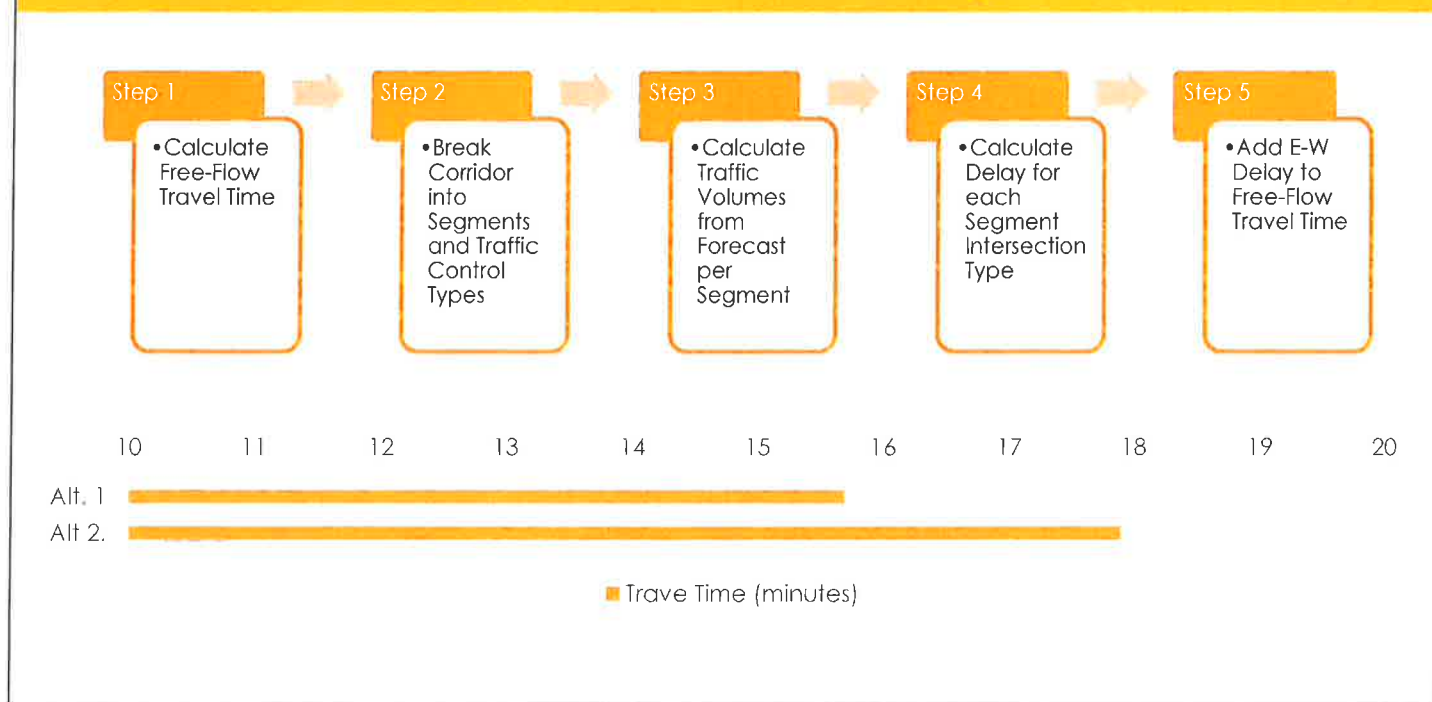 Step 1
•Calculate
Free-Flow
Travel Time
Step 2
•Break
Corridor
into
Segments
and Traffic
Control
Types
Step 3
•Calculate
Traffic
Volumes
from
Forecast
per
Segment
Step 4
•Calculate
Delay for
each
Segment
Intersection
Type
Step 5
•Add E-W
Delay to
Free-Flow
Travel Time
10 11 12 13 14 15 16 17 18 19 20
Alt. 1
Alt 2.
Trave Time (minutes)